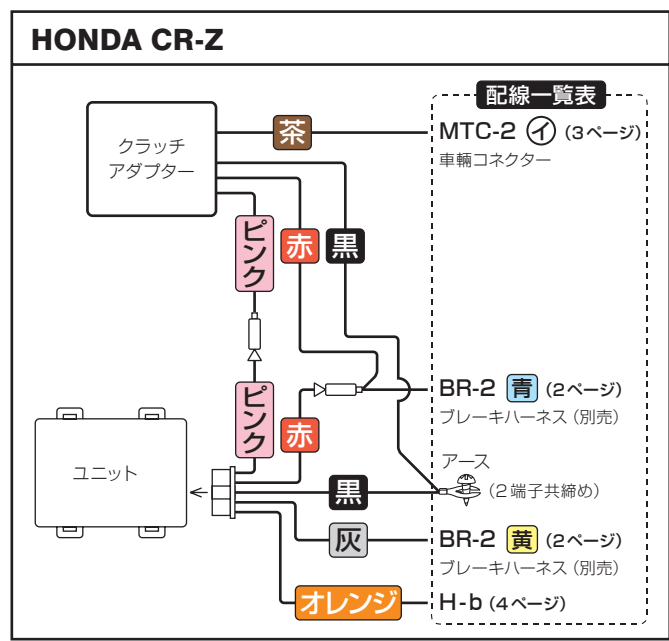 HONDA CR-Z
配線一覧表
クラッチ
アダプター
茶
MTC-2 イ (3ページ)
車輛コネクター
ピンク
赤
黒
ピンク
赤
BR-2 青 (2ページ)
ブレーキハーネス (別売)
ユニット
アース
黒
(2端子共締め)
灰
BR-2 黄 (2ページ)
ブレーキハーネス (別売)
オレンジ
H-b (4ページ)